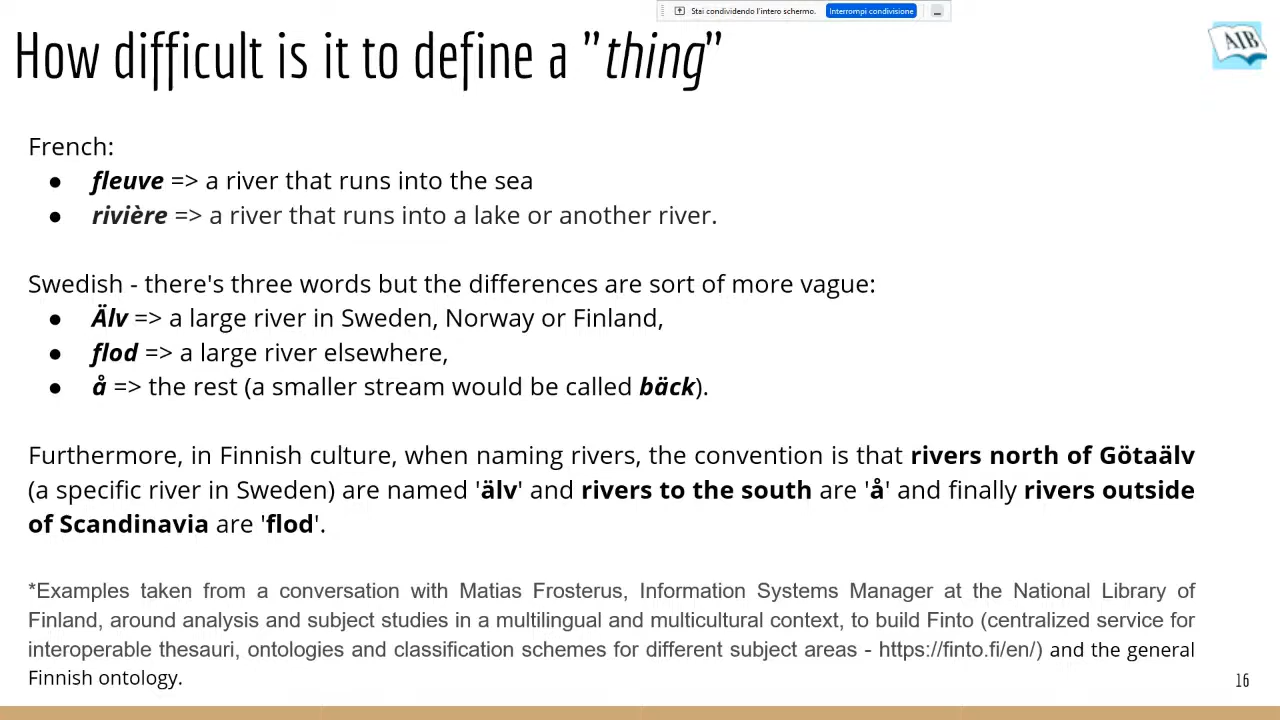 Stai condividendo l'intero schermo. Interrompi condivisione
How difficult is it to define a "thing"
AIB
French:
● fleuve => a river that runs into the sea
● rivière => a river that runs into a lake or another river.
Swedish - there's three words but the differences are sort of more vague:
● Älv => a large river in Sweden, Norway or Finland,
● flod => a large river elsewhere,
● å => the rest (a smaller stream would be called bäck).
Furthermore, in Finnish culture, when naming rivers, the convention is that rivers north of Götaälv
(a specific river in Sweden) are named 'älv' and rivers to the south are 'å' and finally rivers outside
of Scandinavia are 'flod'.
*Examples taken from a conversation with Matias Frosterus, Information Systems Manager at the National Library of
Finland, around analysis and subject studies in a multilingual and multicultural context, to build Finto (centralized service for
interoperable thesauri, ontologies and classification schemes for different subject areas - https://finto.fi/en/) and the general
Finnish ontology.
16